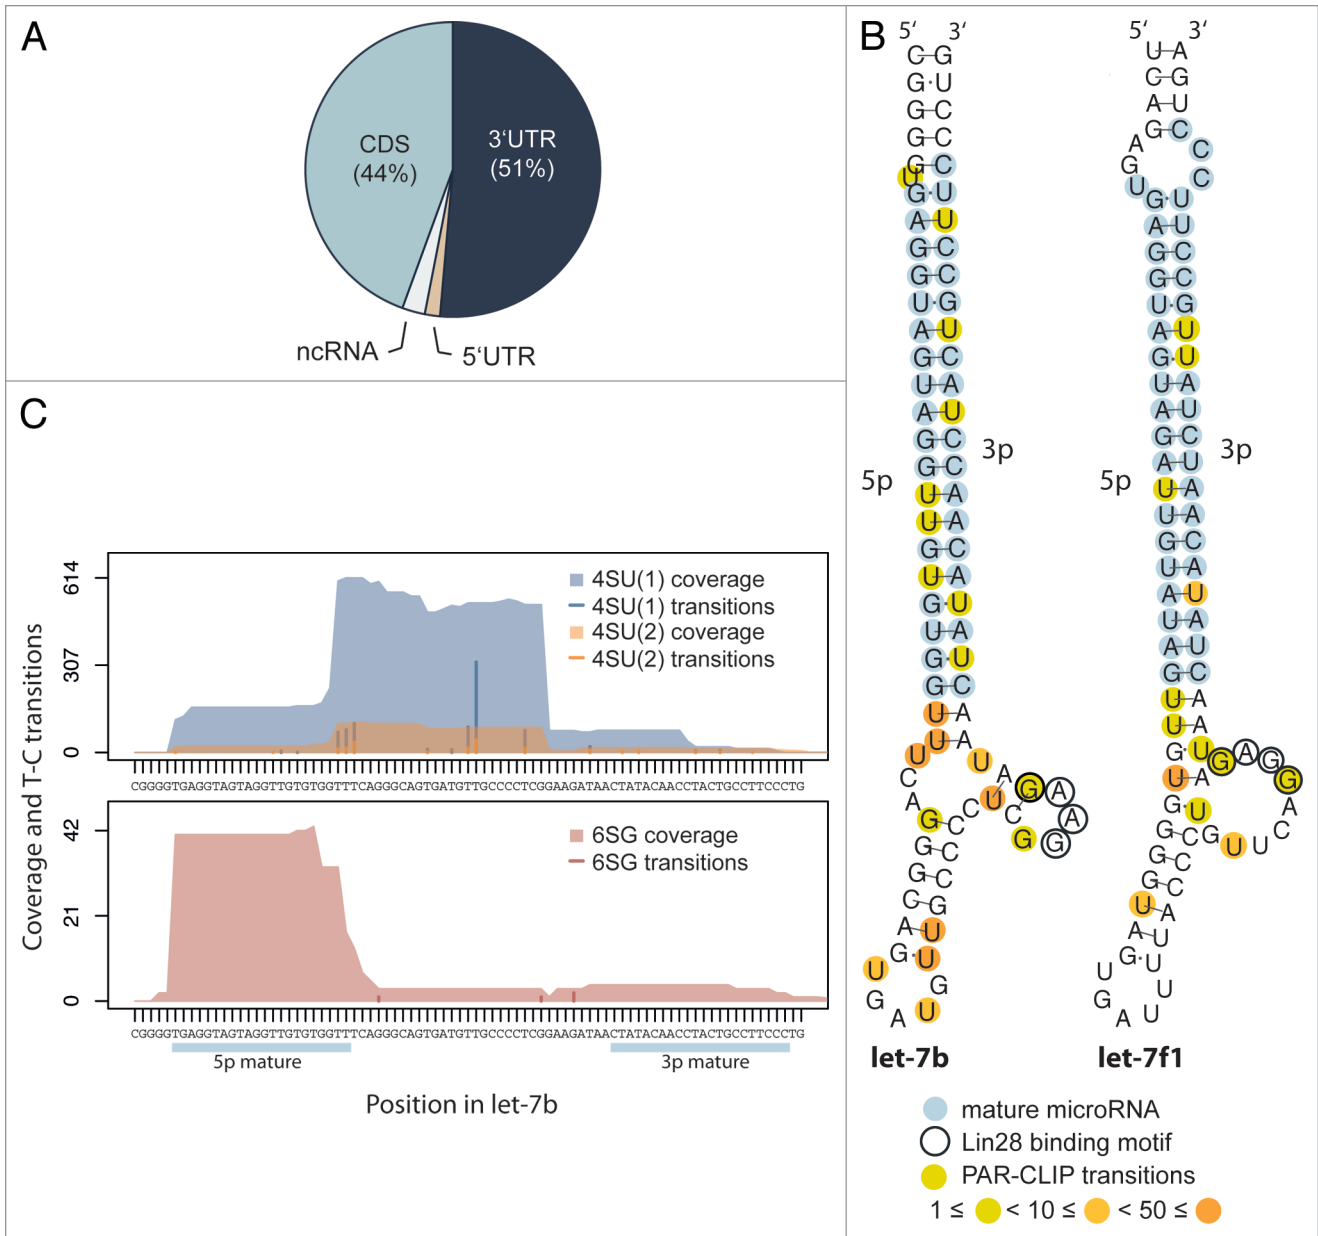 A
CDS
(44%)
3'UTR
(51%)
ncRNA
5'UTR
B
5' 3'
5' 3'
5p
3p
5p
3p
let-7b
let-7f1
mature microRNA
Lin28 binding motif
PAR-CLIP transitions
1 ≤ < 10 ≤ < 50 ≤
C
Coverage and T-C transitions
614
307
0
4SU(1) coverage
4SU(1) transitions
4SU(2) coverage
4SU(2) transitions
CGGGGTGAGGTAGTAGGTTGTGTGGTTTCAGGGCAGTGATGTTGCCCCTCGGAAGATAACTATACAACCTACTGCCTTCCCTG
42
21
0
6SG coverage
6SG transitions
CGGGGTGAGGTAGTAGGTTGTGTGGTTTCAGGGCAGTGATGTTGCCCCTCGGAAGATAACTATACAACCTACTGCCTTCCCTG
5p mature
3p mature
Position in let-7b